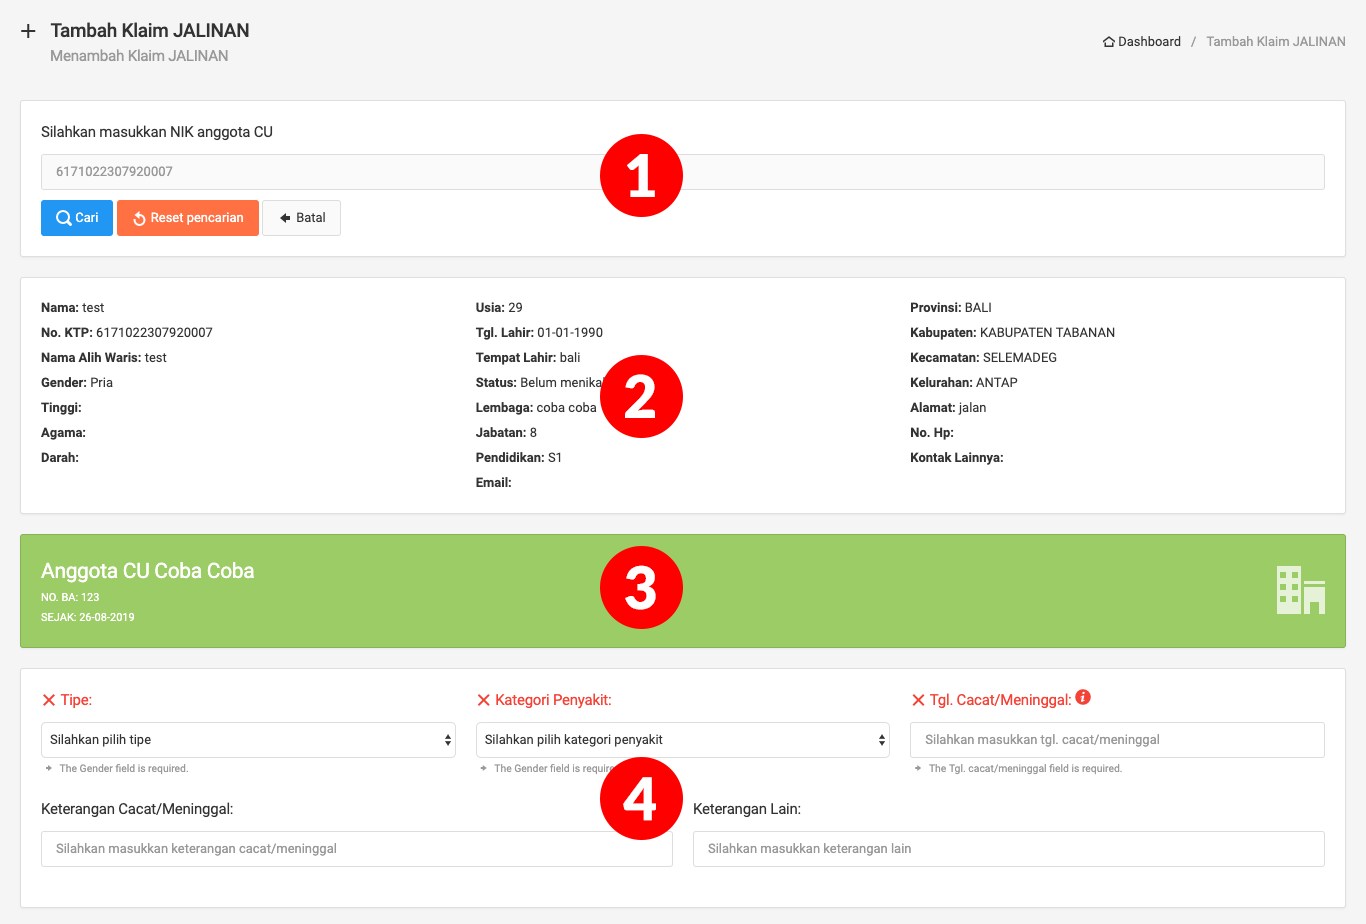 Tambah Klaim JALINAN
Menambah Klaim JALINAN
Dashboard / Tambah Klaim JALINAN
Silahkan masukkan NIK anggota CU
6171022307920007
1
Cari
Reset pencarian
Batal
Nama: test
No. KTP: 6171022307920007
Nama Alih Waris: test
Gender: Pria
Tinggi:
Agama:
Darah:
Usia: 29
Tgl. Lahir: 01-01-1990
Tempat Lahir: bali
Status: Belum menika
Lembaga: coba coba
Jabatan: 8
Pendidikan: S1
Email:
2
Provinsi: BALI
Kabupaten: KABUPATEN TABANAN
Kecamatan: SELEMADEG
Kelurahan: ANTAP
Alamat: jalan
No. Hp:
Kontak Lainnya:
Anggota CU Coba Coba
NO. BA: 123
SEJAK: 26-08-2019
3
Tipe:
Silahkan pilih tipe
The Gender field is required.
Kategori Penyakit:
Silahkan pilih kategori penyakit
The Gender field is require
Tgl. Cacat/Meninggal:
Silahkan masukkan tgl. cacat/meninggal
The Tgl. cacat/meninggal field is required.
4
Keterangan Cacat/Meninggal:
Silahkan masukkan keterangan cacat/meninggal
Keterangan Lain:
Silahkan masukkan keterangan lain